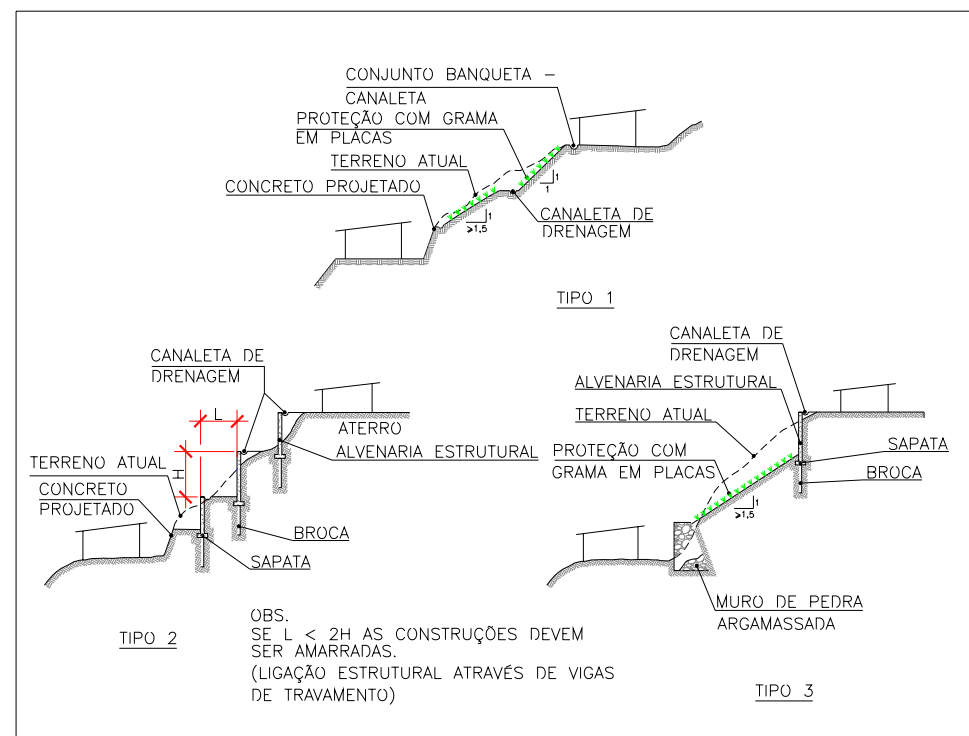 CONJUNTO BANQUETA –
CANALETA
PROTEÇÃO COM GRAMA
EM PLACAS
TERRENO ATUAL
CONCRETO PROJETADO
1
1
CANALETA DE
DRENAGEM
1
>1,5
TIPO 1
CANALETA DE
DRENAGEM
L
ATERRO
ALVENARIA ESTRUTURAL
H
TERRENO ATUAL
CONCRETO
PROJETADO
BROCA
SAPATA
TIPO 2
OBS.
SE L < 2H AS CONSTRUÇÕES DEVEM
SER AMARRADAS.
(LIGAÇÃO ESTRUTURAL ATRAVÉS DE VIGAS
DE TRAVAMENTO)
CANALETA DE
DRENAGEM
ALVENARIA ESTRUTURAL
TERRENO ATUAL
PROTEÇÃO COM
GRAMA EM PLACAS
SAPATA
BROCA
1
>1,5
MURO DE PEDRA
ARGAMASSADA
TIPO 3